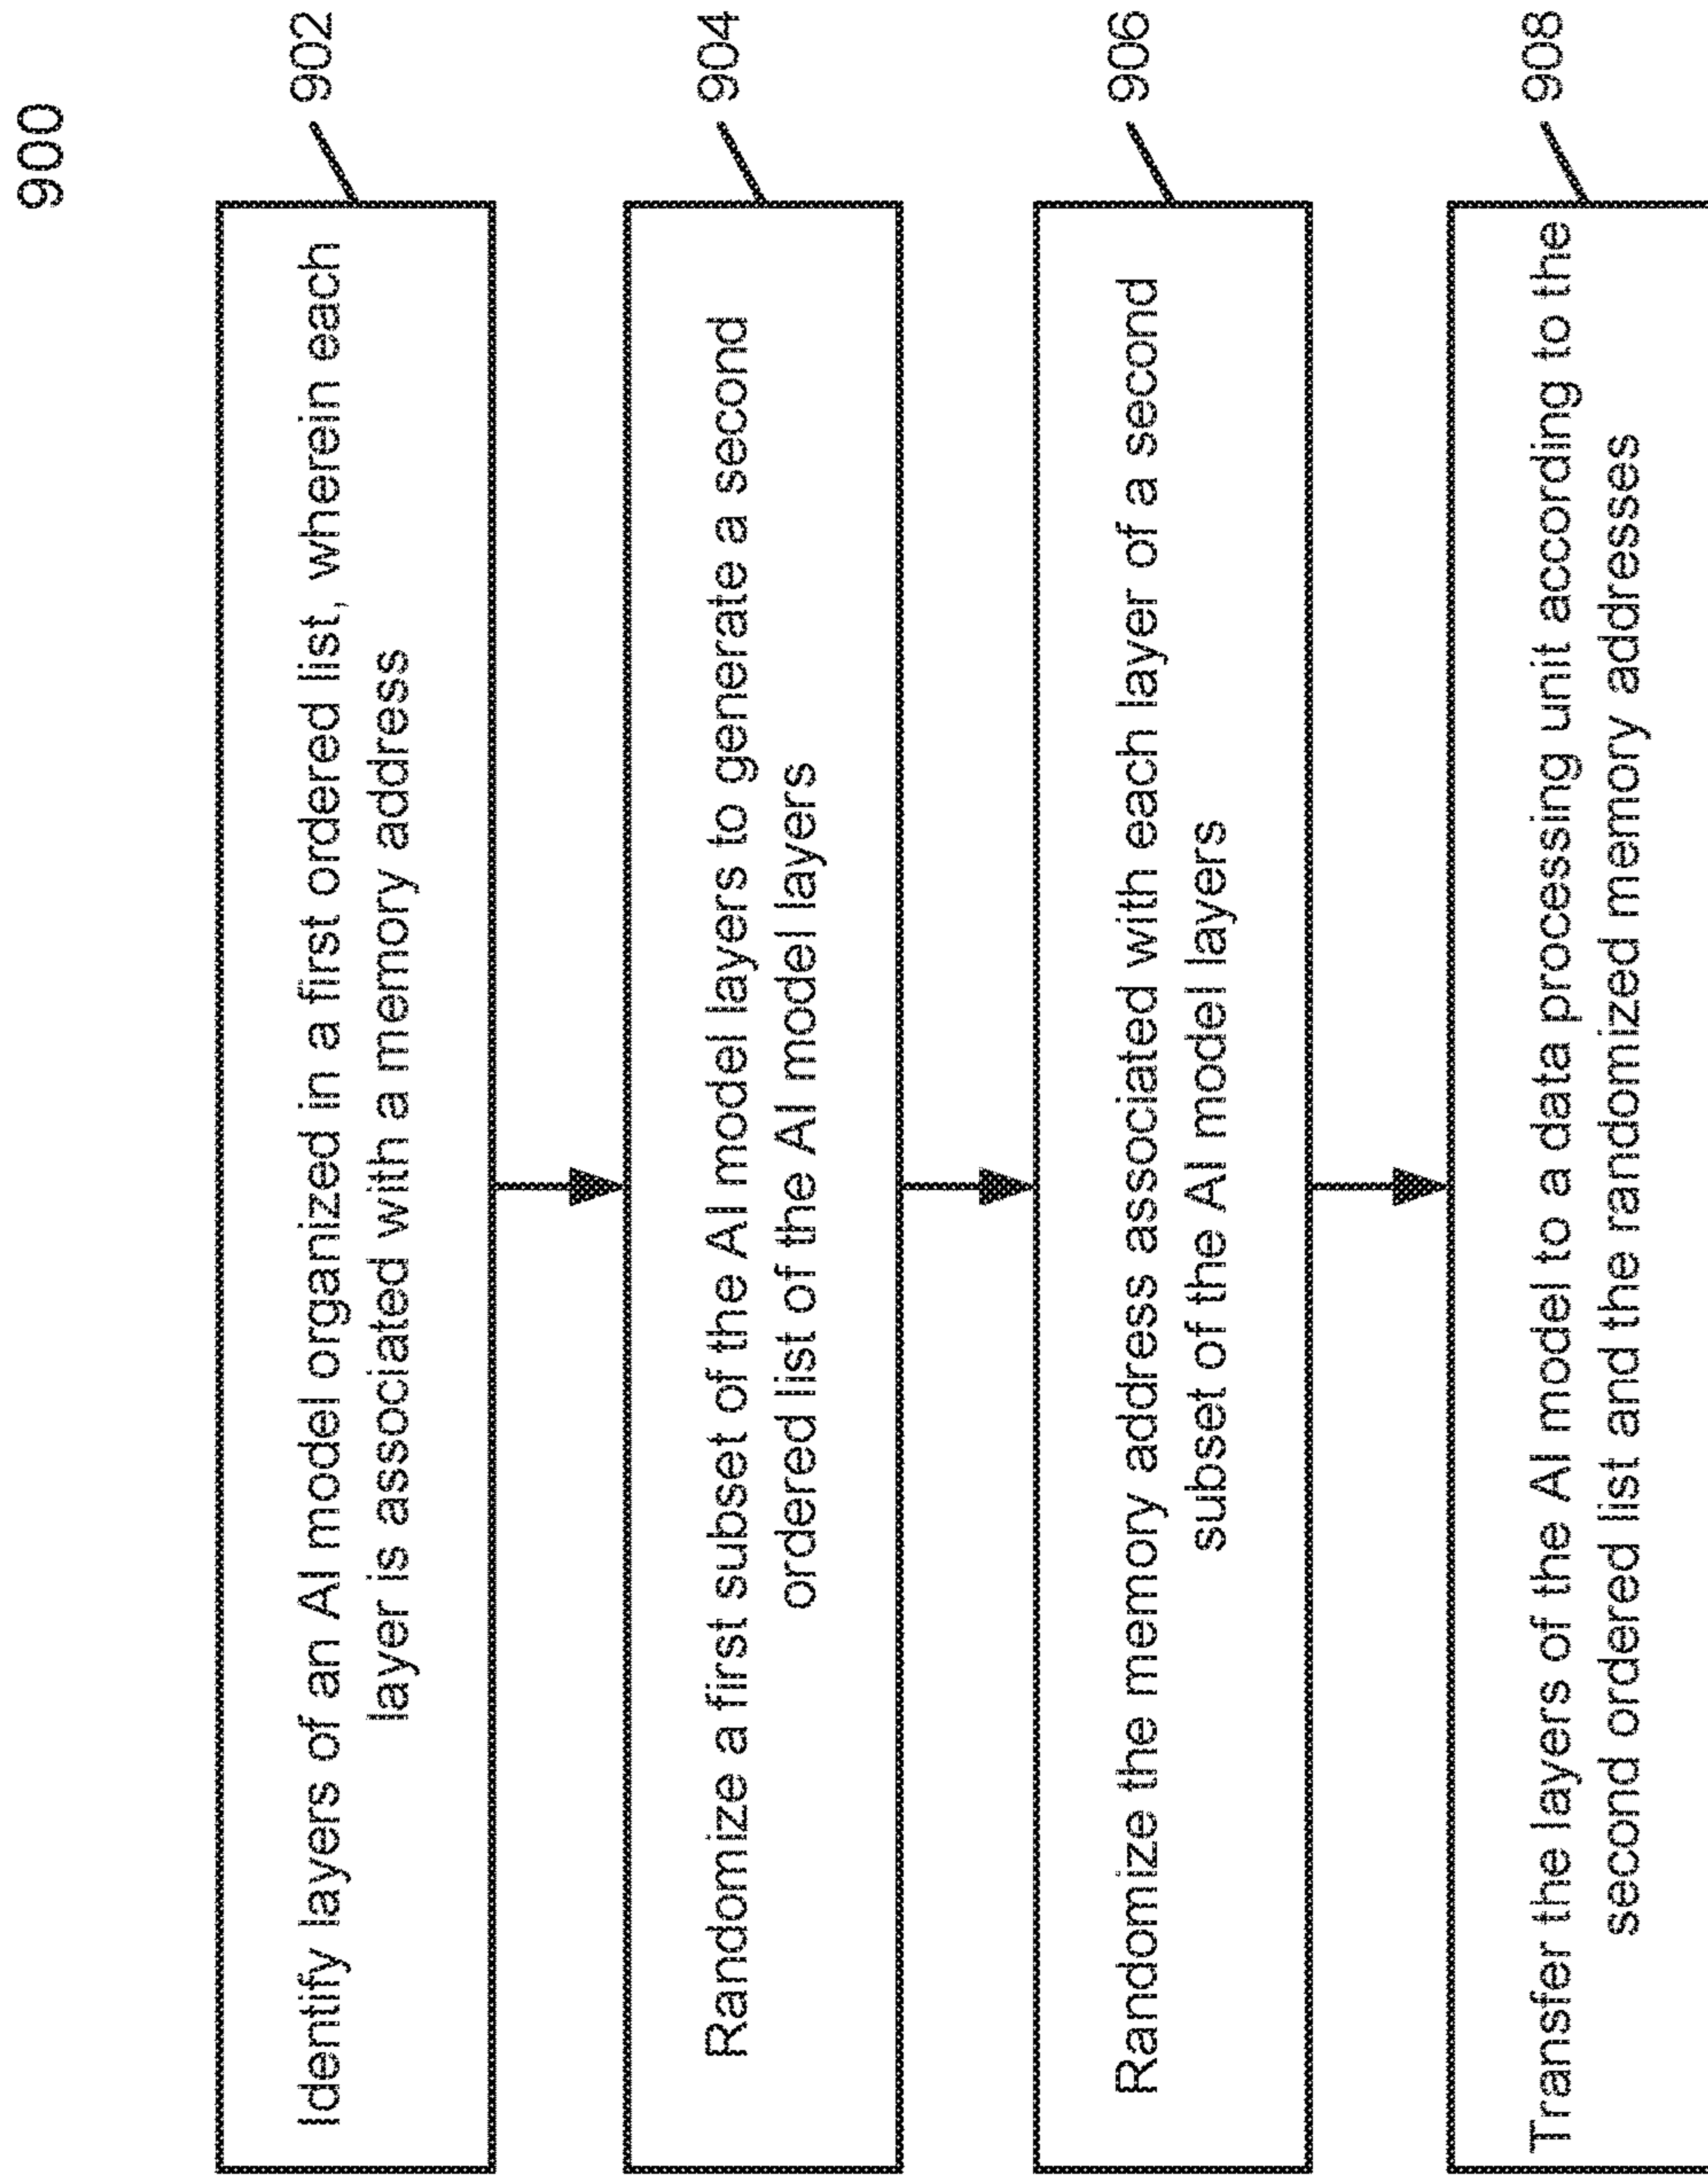 900
Identify layers of an AI model organized in a first ordered list, wherein each
layer is associated with a memory address
902
Randomize a first subset of the AI model layers to generate a second
ordered list of the AI model layers
904
Randomize the memory address associated with each layer of a second
subset of the AI model layers
906
Transfer the layers of the AI model to a data processing unit according to the
second ordered list and the randomized memory addresses
908